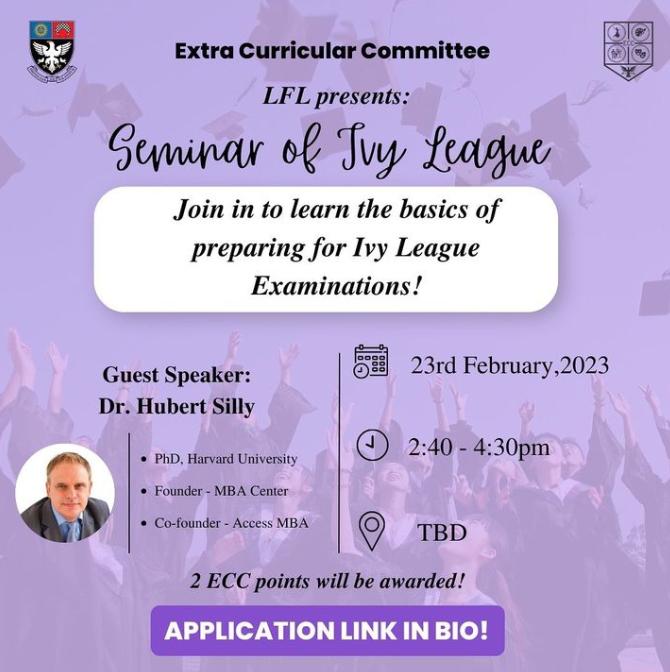 Extra Curricular Committee
LFL presents:
Seminar of Ivy League
Join in to learn the basics of
preparing for Ivy League
Examinations!
Guest Speaker:
Dr. Hubert Silly
PhD, Harvard University
Founder - MBA Center
Co-founder - Access MBA
23rd February,2023
2:40 - 4:30pm
TBD
2 ECC points will be awarded!
APPLICATION LINK IN BIO!